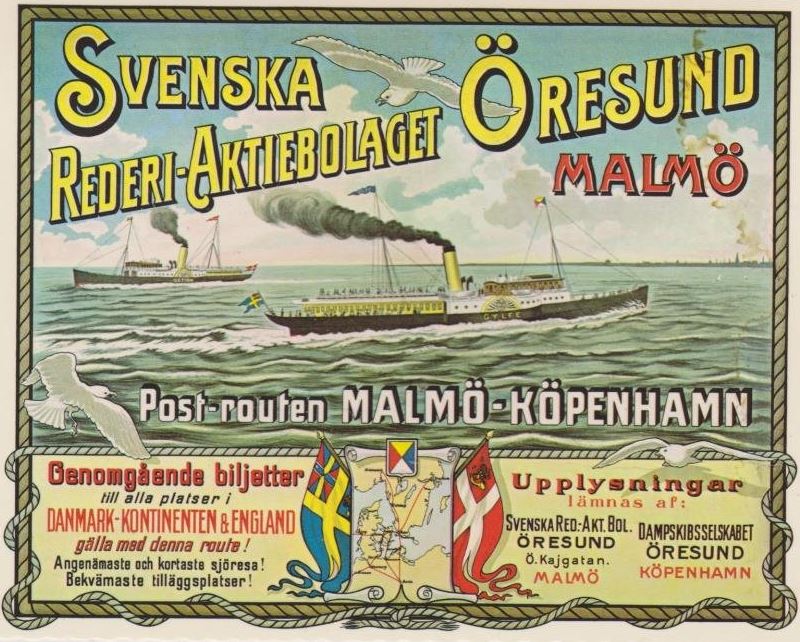 SVENSKA
REDERI-AKTIEBOLAGET
ÖRESUND
MALMÖ
GYLFE
Post-routen MALMÖ-KÖPENHAMN
Genomgående biljetter
till alla platser i
DANMARK-KONTINENTEN & ENGLAND
gälla med denna route!
Angenämaste och kortaste sjöresa!
Bekvämaste tilläggsplatser!
Upplysningar
lämnas af:
SVENSKA RED.-AKT. BOL.
ÖRESUND
Ö. Kajgatan.
MALMÖ
DAMPSKIBSSELSKABET
ÖRESUND
KÖPENHAMN